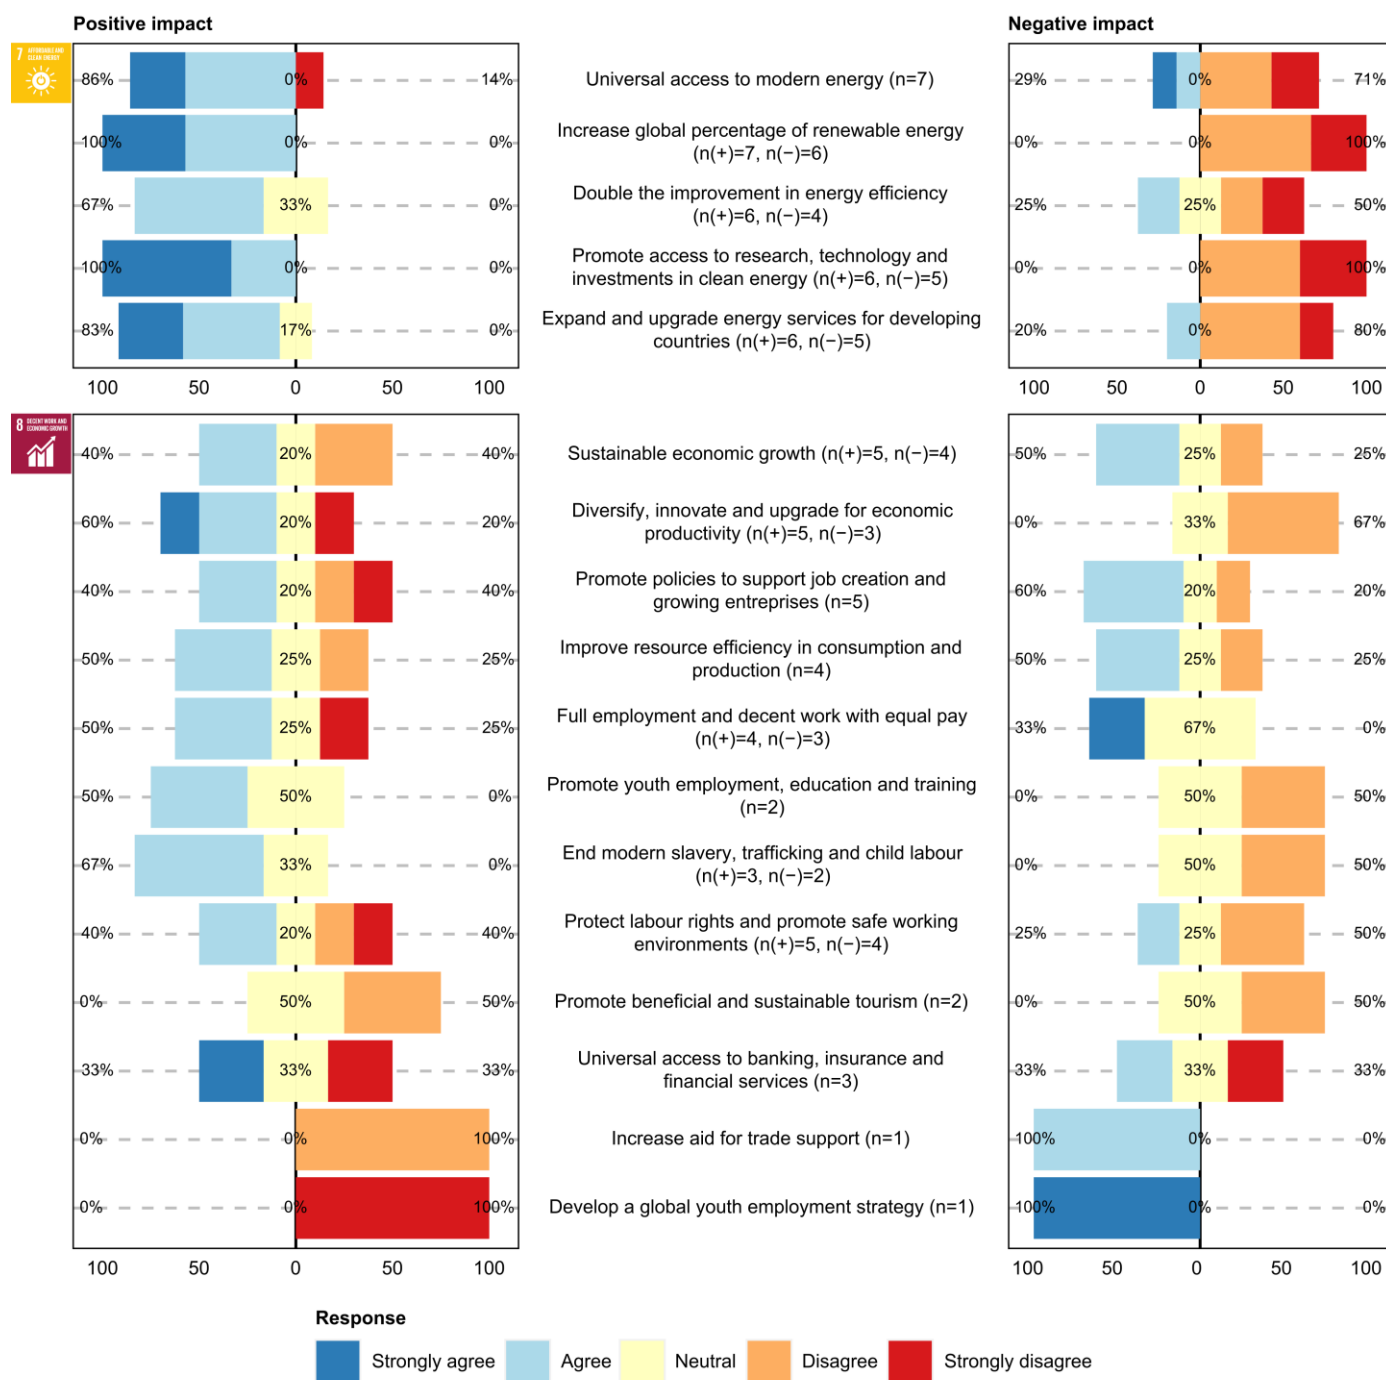 Positive impact
Negative impact
7 AFFORDABLE AND
CLEAN ENERGY
86% 0% 14%
Universal access to modern energy (n=7)
29% 0% 71%
100% 0% 0%
Increase global percentage of renewable energy
(n(+)=7, n(−)=6)
0% 0% 100%
67% 33% 0%
Double the improvement in energy efficiency
(n(+)=6, n(−)=4)
25% 25% 50%
100% 0% 0%
Promote access to research, technology and
investments in clean energy (n(+)=6, n(−)=5)
0% 0% 100%
83% 17% 0%
Expand and upgrade energy services for developing
countries (n(+)=6, n(−)=5)
20% 0% 80%
100 50 0 50 100
100 50 0 50 100
8 DECENT WORK AND
ECONOMIC GROWTH
40% 20% 40%
Sustainable economic growth (n(+)=5, n(−)=4)
50% 25% 25%
60% 20% 20%
Diversify, innovate and upgrade for economic
productivity (n(+)=5, n(−)=3)
0% 33% 67%
40% 20% 40%
Promote policies to support job creation and
growing entreprises (n=5)
60% 20% 20%
50% 25% 25%
Improve resource efficiency in consumption and
production (n=4)
50% 25% 25%
50% 25% 25%
Full employment and decent work with equal pay
(n(+)=4, n(−)=3)
33% 67% 0%
50% 50% 0%
Promote youth employment, education and training
(n=2)
0% 50% 50%
67% 33% 0%
End modern slavery, trafficking and child labour
(n(+)=3, n(−)=2)
0% 50% 50%
40% 20% 40%
Protect labour rights and promote safe working
environments (n(+)=5, n(−)=4)
25% 25% 50%
0% 50% 50%
Promote beneficial and sustainable tourism (n=2)
0% 50% 50%
33% 33% 33%
Universal access to banking, insurance and
financial services (n=3)
33% 33% 33%
0% 0% 100%
Increase aid for trade support (n=1)
100% 0% 0%
0% 0% 100%
Develop a global youth employment strategy (n=1)
100% 0% 0%
100 50 0 50 100
100 50 0 50 100
Response
Strongly agree Agree Neutral Disagree Strongly disagree